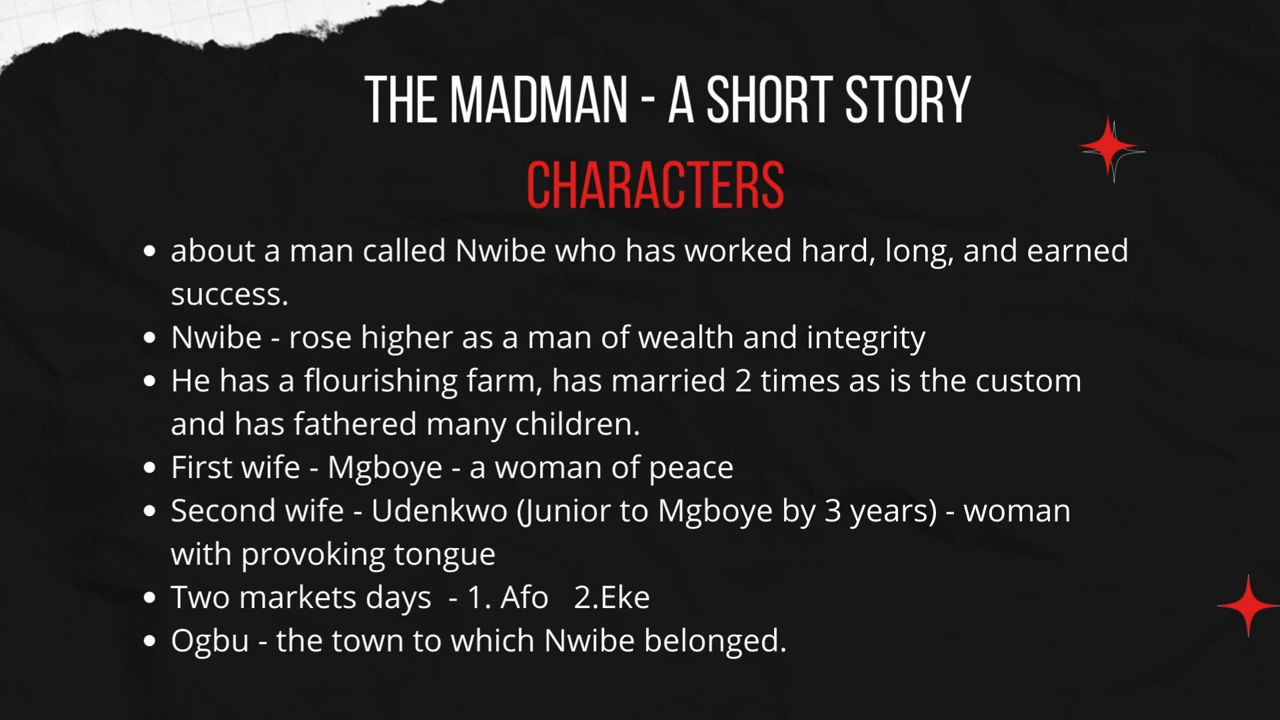 THE MADMAN - A SHORT STORY
CHARACTERS
• about a man called Nwibe who has worked hard, long, and earned
success.
• Nwibe - rose higher as a man of wealth and integrity
• He has a flourishing farm, has married 2 times as is the custom
and has fathered many children.
• First wife - Mgboye - a woman of peace
• Second wife - Udenkwo (Junior to Mgboye by 3 years) - woman
with provoking tongue
• Two markets days  - 1. Afo   2.Eke
• Ogbu - the town to which Nwibe belonged.